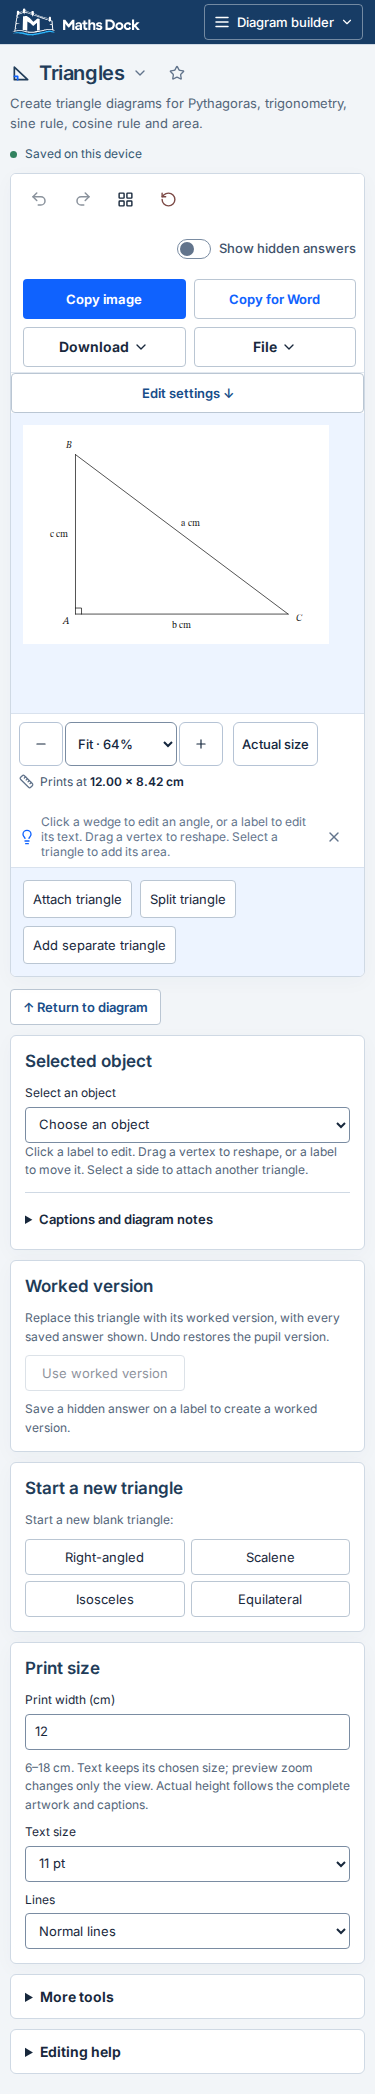 Maths Dock
Diagram builder
Triangles
Create triangle diagrams for Pythagoras, trigonometry,
sine rule, cosine rule and area.
Saved on this device
Show hidden answers
Copy image
Copy for Word
Download
File
Edit settings ↓
B
a cm
c cm
A
C
b cm
−
Fit · 64%
+
Actual size
Prints at 12.00 × 8.42 cm
Click a wedge to edit an angle, or a label to edit
its text. Drag a vertex to reshape. Select a
triangle to add its area.
Attach triangle
Split triangle
Add separate triangle
↑ Return to diagram
Selected object
Select an object
Choose an object
Click a label to edit. Drag a vertex to reshape, or a label
to move it. Select a side to attach another triangle.
Captions and diagram notes
Worked version
Replace this triangle with its worked version, with every
saved answer shown. Undo restores the pupil version.
Use worked version
Save a hidden answer on a label to create a worked
version.
Start a new triangle
Start a new blank triangle:
Right-angled
Scalene
Isosceles
Equilateral
Print size
Print width (cm)
12
6–18 cm. Text keeps its chosen size; preview zoom
changes only the view. Actual height follows the complete
artwork and captions.
Text size
11 pt
Lines
Normal lines
More tools
Editing help